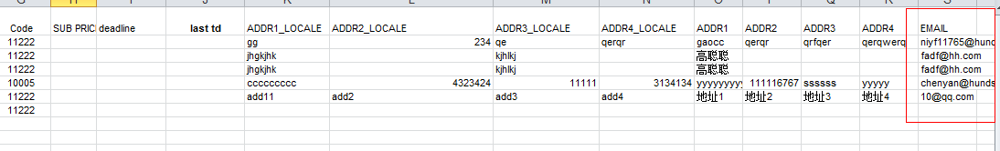 G H I J K L M N O P Q R S
Code SUB PRIC deadline last td ADDR1_LOCALE ADDR2_LOCALE ADDR3_LOCALE ADDR4_LOCALE ADDR1 ADDR2 ADDR3 ADDR4 EMAIL
11222 gg 234 qe qerqr gaocc qerqr qrfqer qerqwerq niyf11765@hund
11222 jhgkjhk kjhlkj 高聪聪 fadf@hh.com
11222 jhgkjhk kjhlkj 高聪聪 fadf@hh.com
10005 ccccccccc 4323424 11111 3134134 yyyyyyyyy 111116767 ssssss yyyyy chenyan@hunds
11222 add11 add2 add3 add4 地址1 地址2 地址3 地址4 10@qq.com
11222